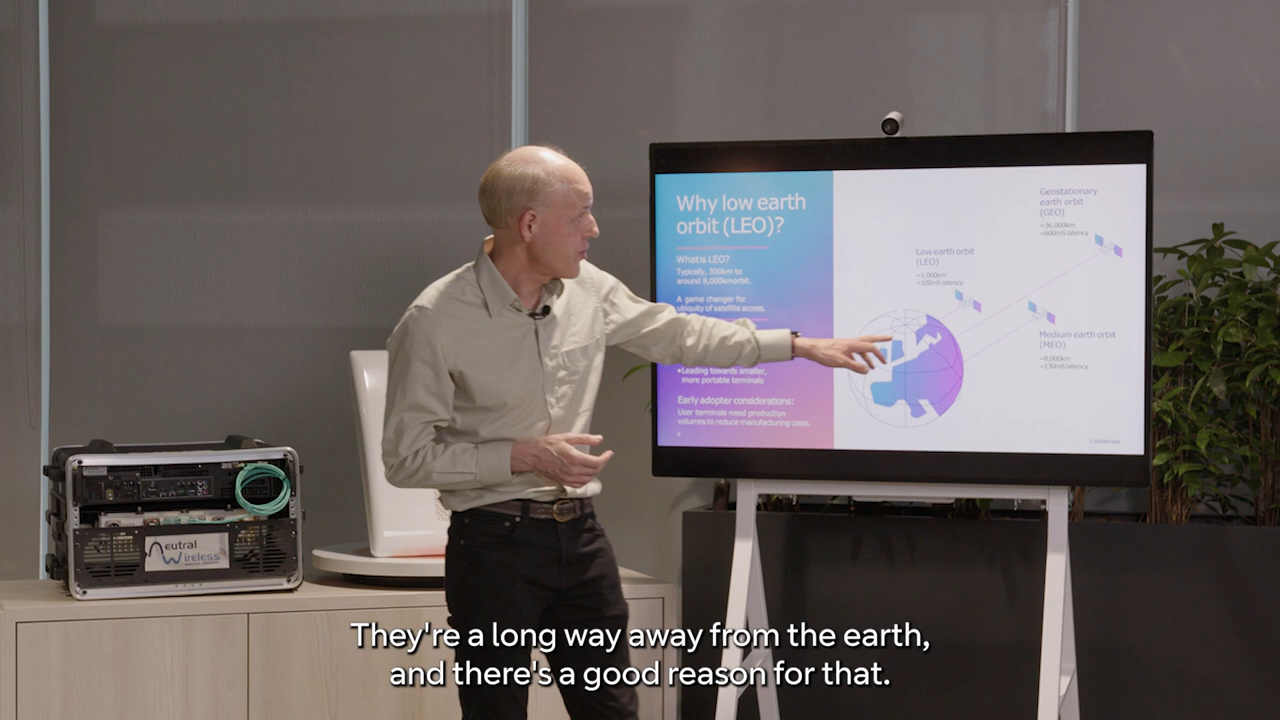 Why low earth
orbit (LEO)?
What is LEO?
Typically, 300km to
around 8,000km orbit.
A game changer for
ubiquity of satellite access.
•Leading towards smaller,
more portable terminals
Early adopter considerations:
User terminals need production
volumes to reduce manufacturing costs.
Geostationary
earth orbit
(GEO)
~36,000km
~600mS latency
Low earth orbit
(LEO)
~1,000km
<100mS latency
Medium earth orbit
(MEO)
~8,000km
~130mS latency
Confidential
Neutral
Wireless
They're a long way away from the earth,
and there's a good reason for that.